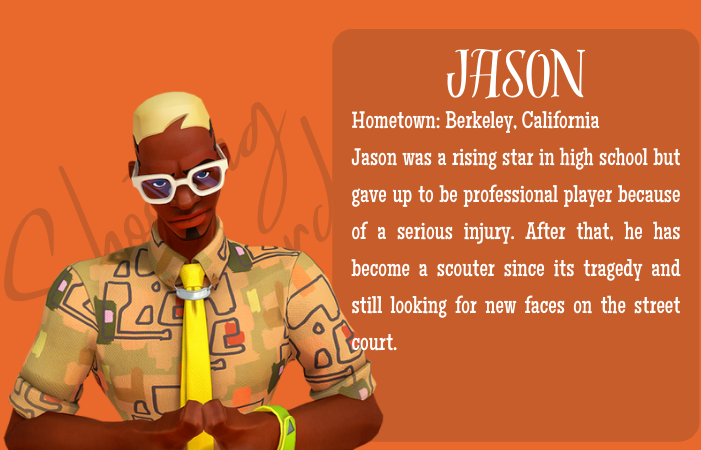 JASON
Hometown: Berkeley, California
Jason was a rising star in high school but
gave up to be professional player because
of a serious injury. After that, he has
become a scouter since its tragedy and
still looking for new faces on the street
court.